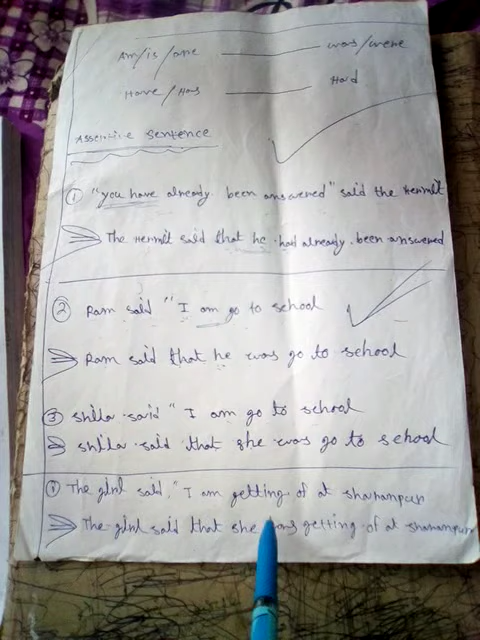 Am/is/are ——— was/were
Have/Has ——— Had
Assertive Sentence
① "you have already been answered" said the Hermit
The Hermit said that he had already been answered
② Ram said "I am go to school
Ram said that he was go to school
③ Shila said "I am go to school
Shila said that she was go to school
① The girl said, "I am getting of at Sharanpur
The girl said that she was getting of at Sharanpur